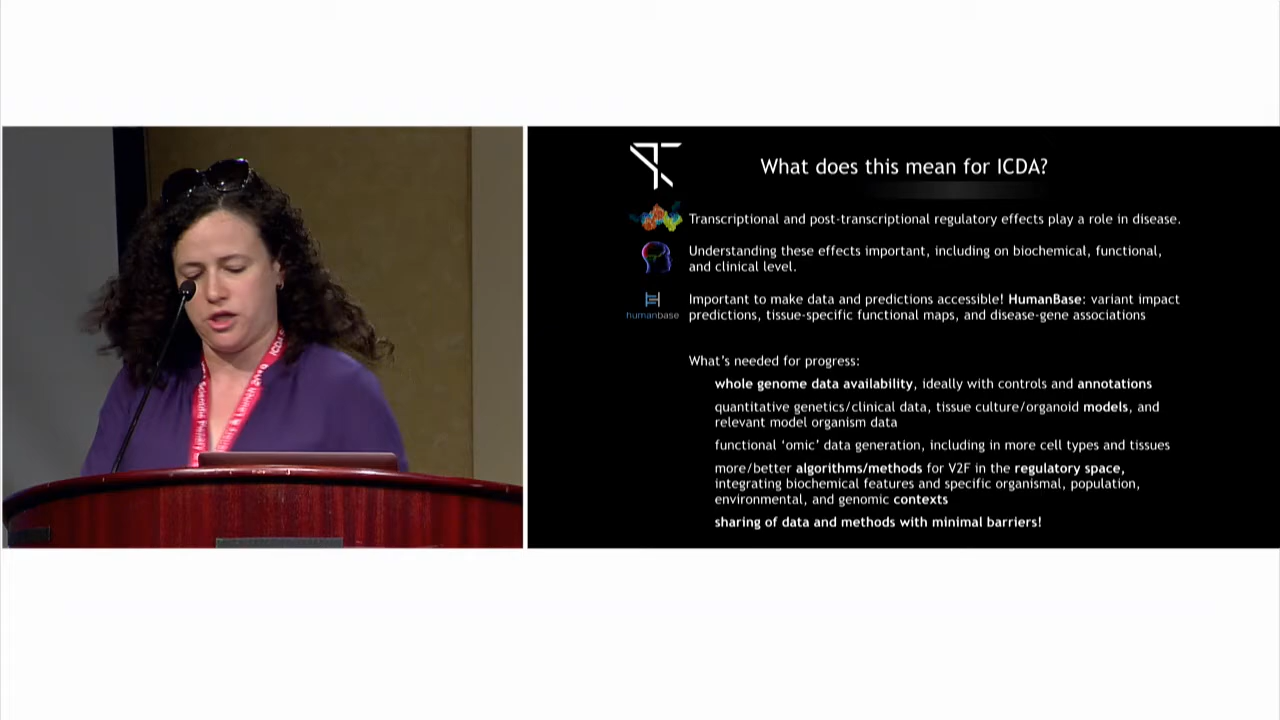 What does this mean for ICDA?
Transcriptional and post-transcriptional regulatory effects play a role in disease.
Understanding these effects important, including on biochemical, functional,
and clinical level.
humanbase
Important to make data and predictions accessible! HumanBase: variant impact
predictions, tissue-specific functional maps, and disease-gene associations
What's needed for progress:
whole genome data availability, ideally with controls and annotations
quantitative genetics/clinical data, tissue culture/organoid models, and
relevant model organism data
functional ‘omic’ data generation, including in more cell types and tissues
more/better algorithms/methods for V2F in the regulatory space,
integrating biochemical features and specific organismal, population,
environmental, and genomic contexts
sharing of data and methods with minimal barriers!